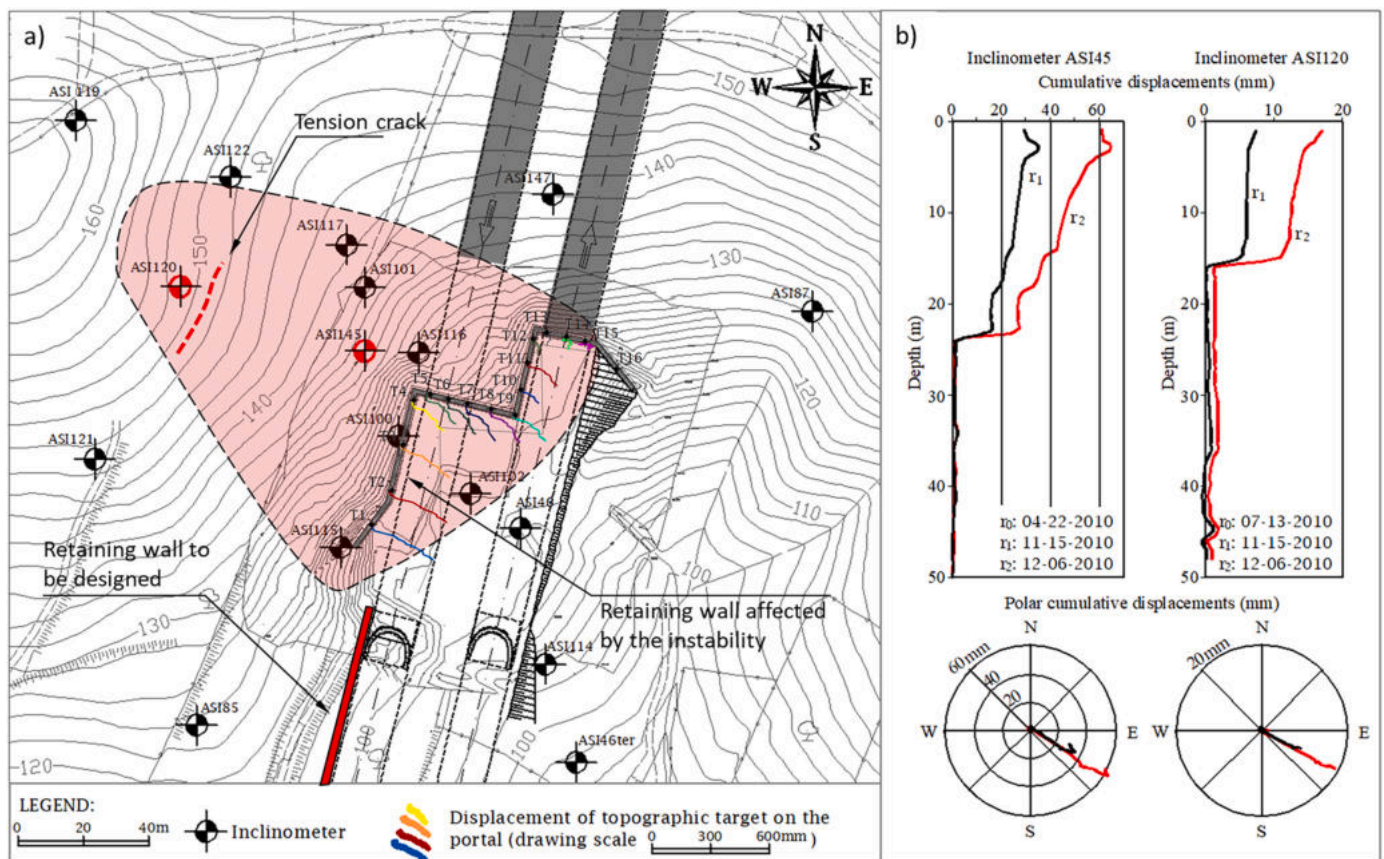 a)
N
W
E
S
ASI 119
Tension crack
ASI122
ASI147
150
140
160
150
ASI117
ASI120
ASI101
130
ASI87
ASI145
ASI116
T13
T12
T15
T11
T16
T10
T5
T6
T7
T8
T9
T4
120
140
ASI100
ASI121
ASI102
T2
ASI46
T1
ASI115
110
100
Retaining wall to
be designed
Retaining wall affected
by the instability
130
ASI114
ASI85
100
100
ASI46ter
120
LEGEND:
0 20 40m
Inclinometer
Displacement of topographic target on the
portal (drawing scale 0 300 600mm )
b)
Inclinometer ASI45
Inclinometer ASI120
Cumulative displacements (mm)
0 20 40 60
0 10 20
0
10
20
30
40
50
Depth (m)
r1
r2
r0: 04-22-2010
r1: 11-15-2010
r2: 12-06-2010
0
10
20
30
40
50
Depth (m)
r1
r2
r0: 07-13-2010
r1: 11-15-2010
r2: 12-06-2010
Polar cumulative displacements (mm)
N
60mm
40
20
W
E
S
N
20mm
W
E
S